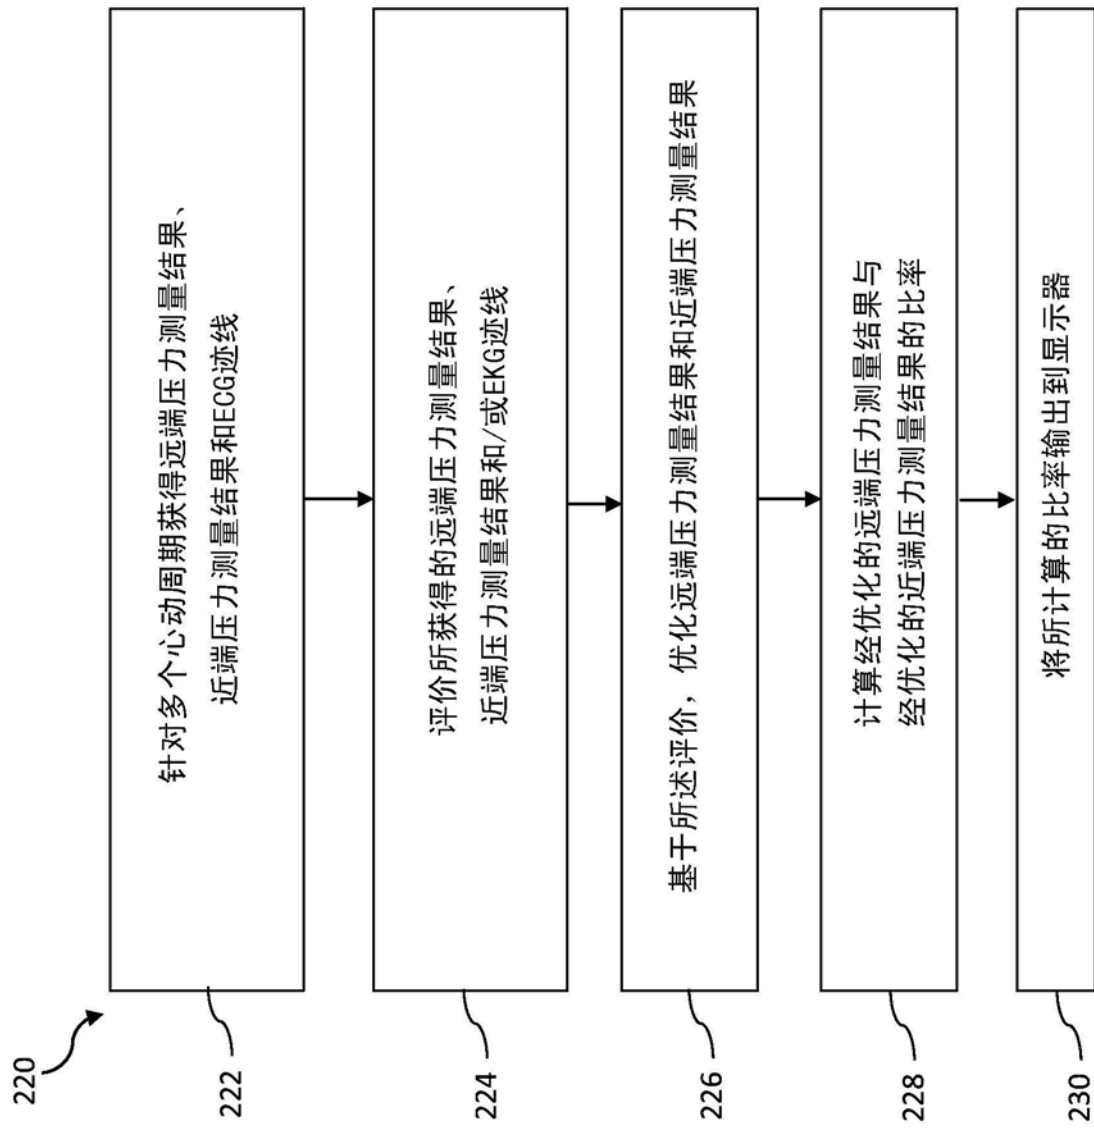 220
222
针对多个心动周期获得远端压力测量结果、
近端压力测量结果和ECG迹线
224
评价所获得的远端压力测量结果、
近端压力测量结果和/或EKG迹线
226
基于所述评价，优化远端压力测量结果和近端压力测量结果
228
计算经优化的远端压力测量结果与
经优化的近端压力测量结果的比率
230
将所计算的比率输出到显示器